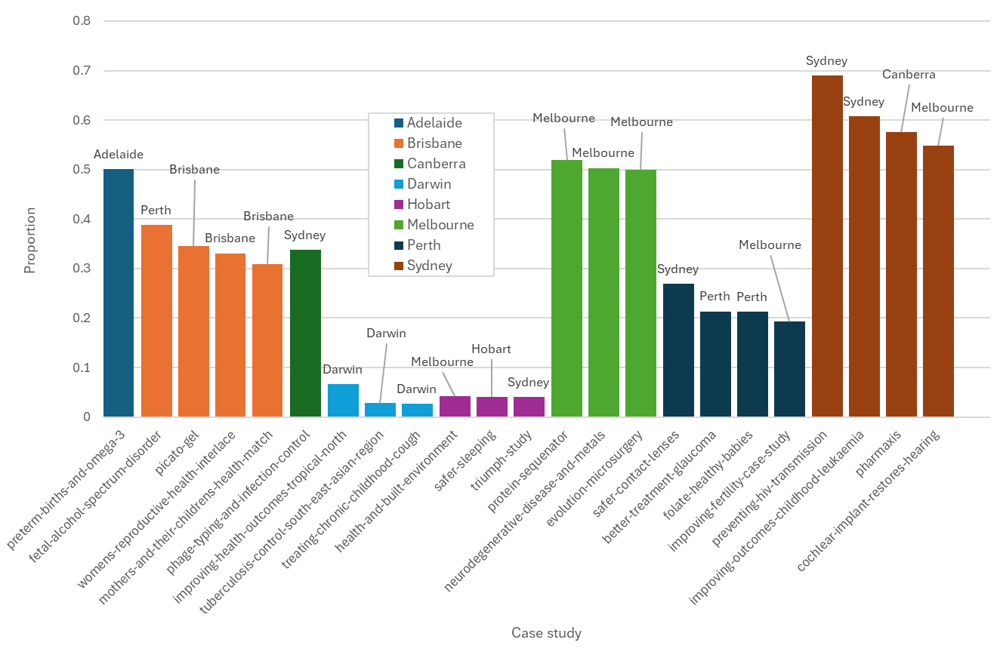 0.8
0.7
0.6
0.5
0.4
0.3
0.2
0.1
0
Proportion
Adelaide
Perth
Brisbane
Brisbane
Brisbane
Sydney
Darwin
Darwin
Darwin
Melbourne
Hobart
Sydney
Melbourne
Melbourne
Melbourne
Sydney
Perth
Perth
Melbourne
Sydney
Sydney
Canberra
Melbourne
Adelaide
Brisbane
Canberra
Darwin
Hobart
Melbourne
Perth
Sydney
preterm-births-and-omega-3
fetal-alcohol-spectrum-disorder
picato-gel
womens-reproductive-health-interlace
mothers-and-their-childrens-health-match
phage-typing-and-infection-control
improving-health-outcomes-tropical-north
tuberculosis-control-south-east-asian-region
treating-chronic-childhood-cough
health-and-built-environment
safer-sleeping
triumph-study
protein-sequenator
neurodegenerative-disease-and-metals
evolution-microsurgery
safer-contact-lenses
better-treatment-glaucoma
folate-healthy-babies
improving-fertility-case-study
preventing-hiv-transmission
improving-outcomes-childhood-leukaemia
pharmaxis
cochlear-implant-restores-hearing
Case study